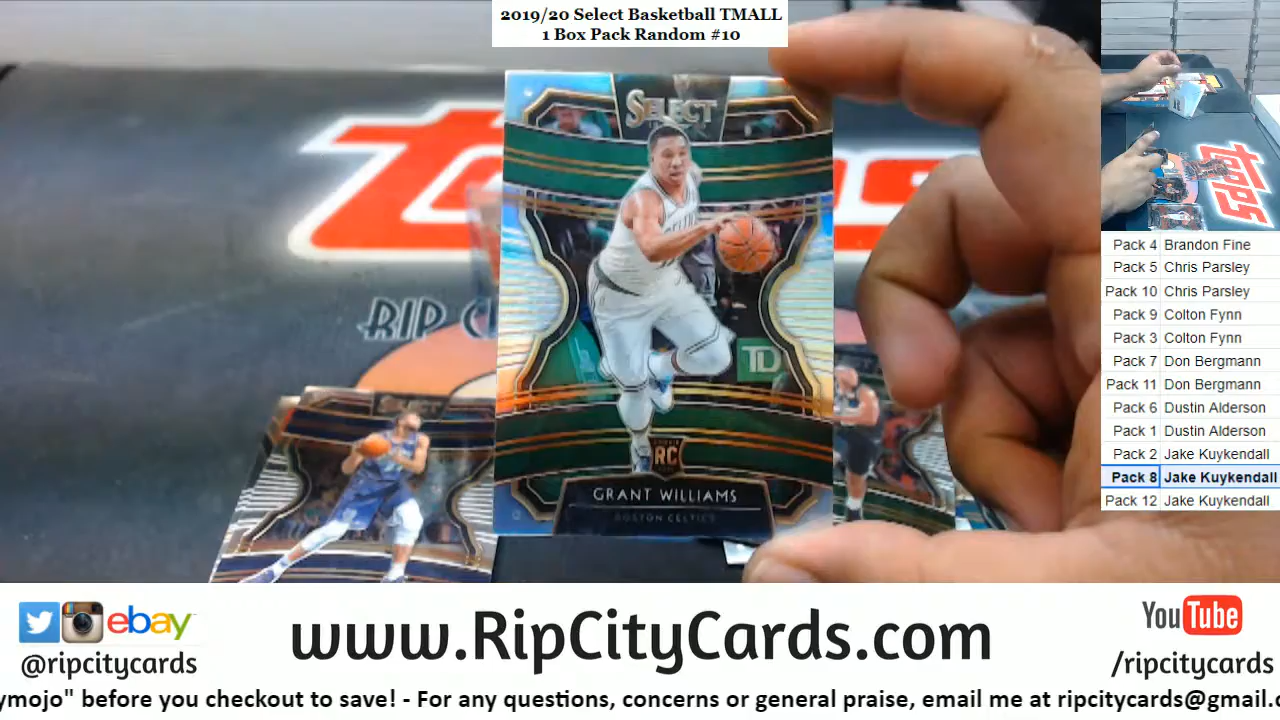 2019/20 Select Basketball TMALL
1 Box Pack Random #10
SELECT
RIP C
TD
RC
GRANT WILLIAMS
BOSTON CELTICS
topps
Pack 4 Brandon Fine
Pack 5 Chris Parsley
Pack 10 Chris Parsley
Pack 9 Colton Fynn
Pack 3 Colton Fynn
Pack 7 Don Bergmann
Pack 11 Don Bergmann
Pack 6 Dustin Alderson
Pack 1 Dustin Alderson
Pack 2 Jake Kuykendall
Pack 8 Jake Kuykendall
Pack 12 Jake Kuykendall
ebay
@ripcitycards
www.RipCityCards.com
YouTube
/ripcitycards
ymojo" before you checkout to save! - For any questions, concerns or general praise, email me at ripcitycards@gmail.c